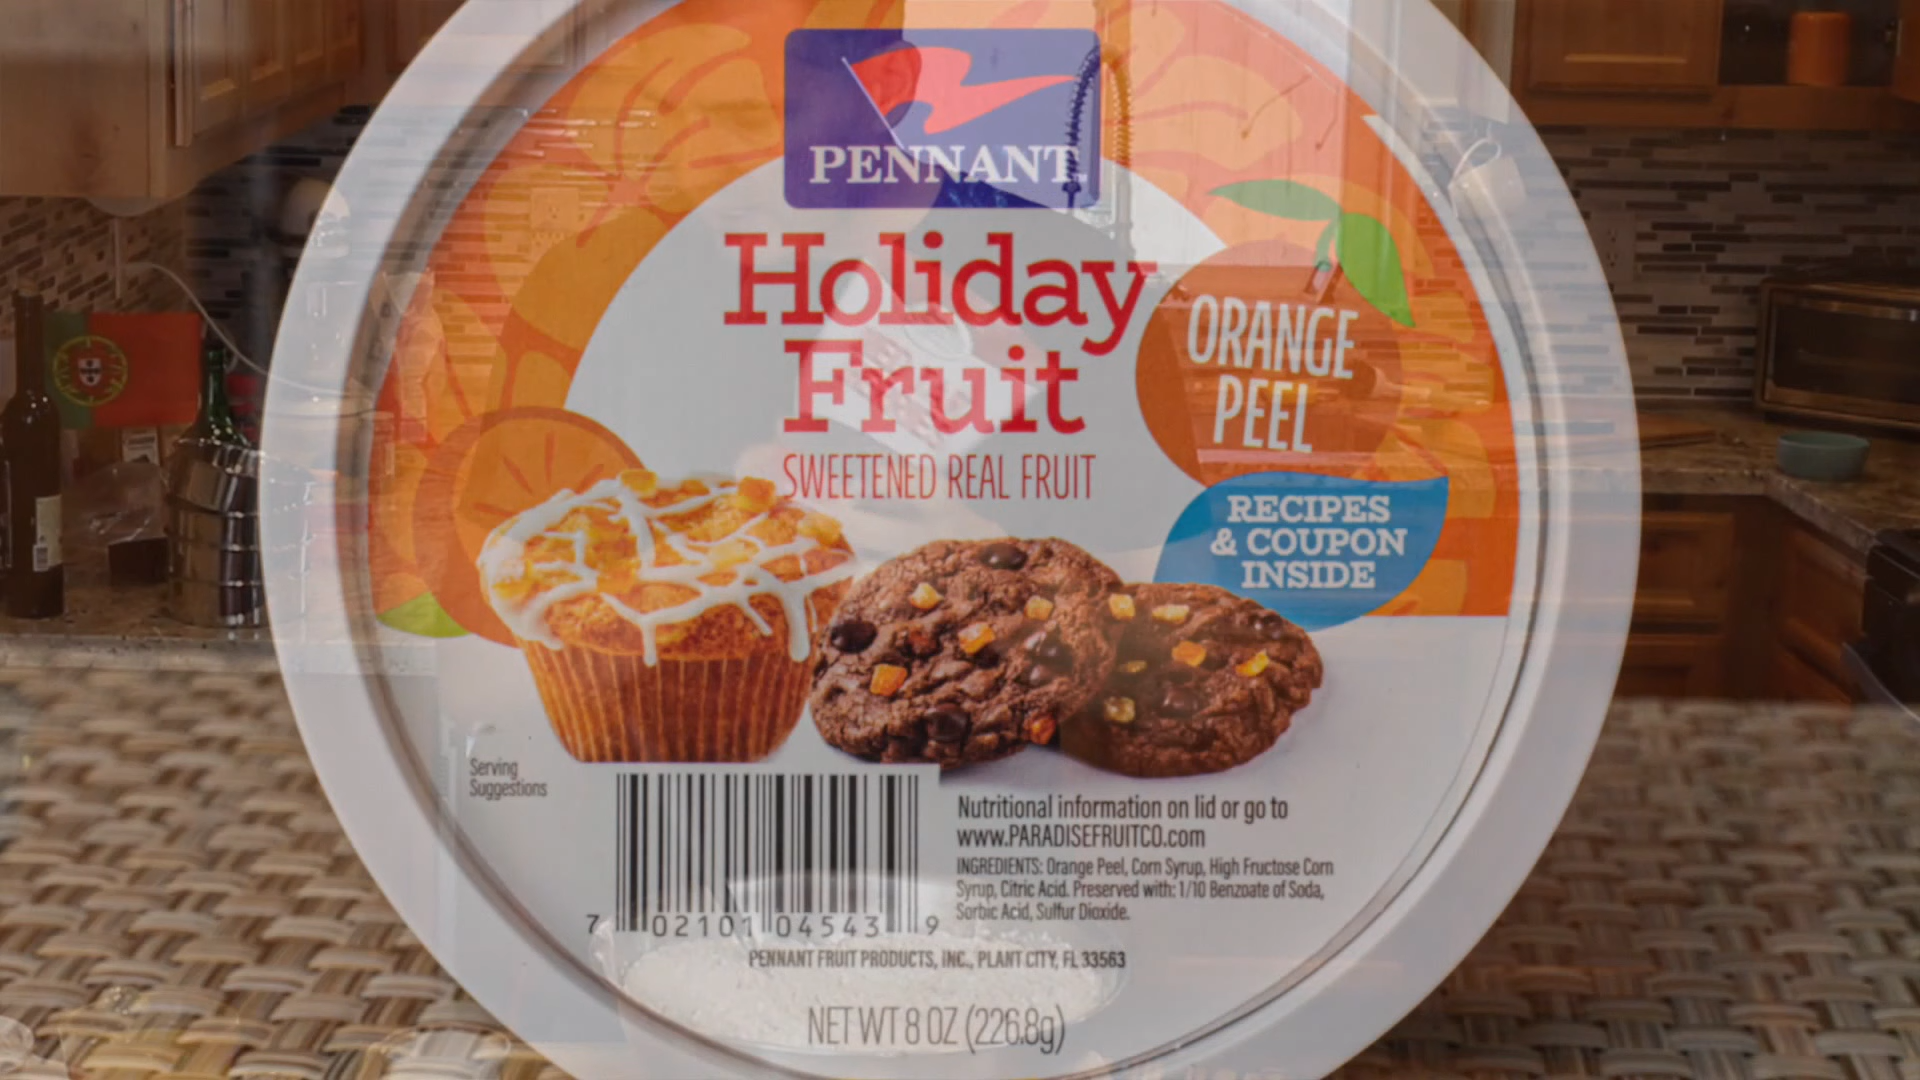 PENNANT
Holiday
Fruit
SWEETENED REAL FRUIT
ORANGE
PEEL
RECIPES
& COUPON
INSIDE
Serving
Suggestions
Nutritional information on lid or go to
www.PARADISEFRUITCO.com
INGREDIENTS: Orange Peel, Corn Syrup, High Fructose Corn
Syrup, Citric Acid. Preserved with: 1/10 Benzoate of Soda,
Sorbic Acid, Sulfur Dioxide.
7 02101 04543 9
PENNANT FRUIT PRODUCTS, INC., PLANT CITY, FL 33563
NET WT 8 OZ (226.8g)